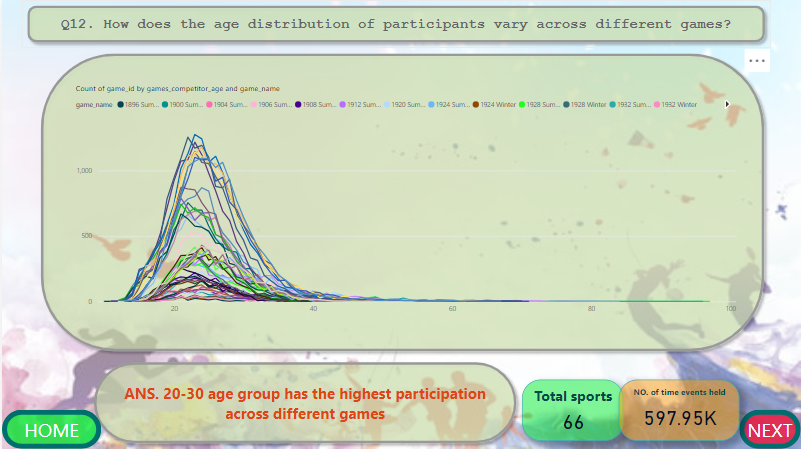 Q12. How does the age distribution of participants vary across different games?
Count of game_id by games_competitor_age and game_name
game_name 1896 Sum... 1900 Sum... 1904 Sum... 1906 Sum... 1908 Sum... 1912 Sum... 1920 Sum... 1924 Sum... 1924 Winter 1928 Sum... 1928 Winter 1932 Sum... 1932 Winter
1,000
500
0
20 40 60 80 100
ANS. 20-30 age group has the highest participation
across different games
Total sports
66
NO. of time events held
597.95K
HOME
NEXT